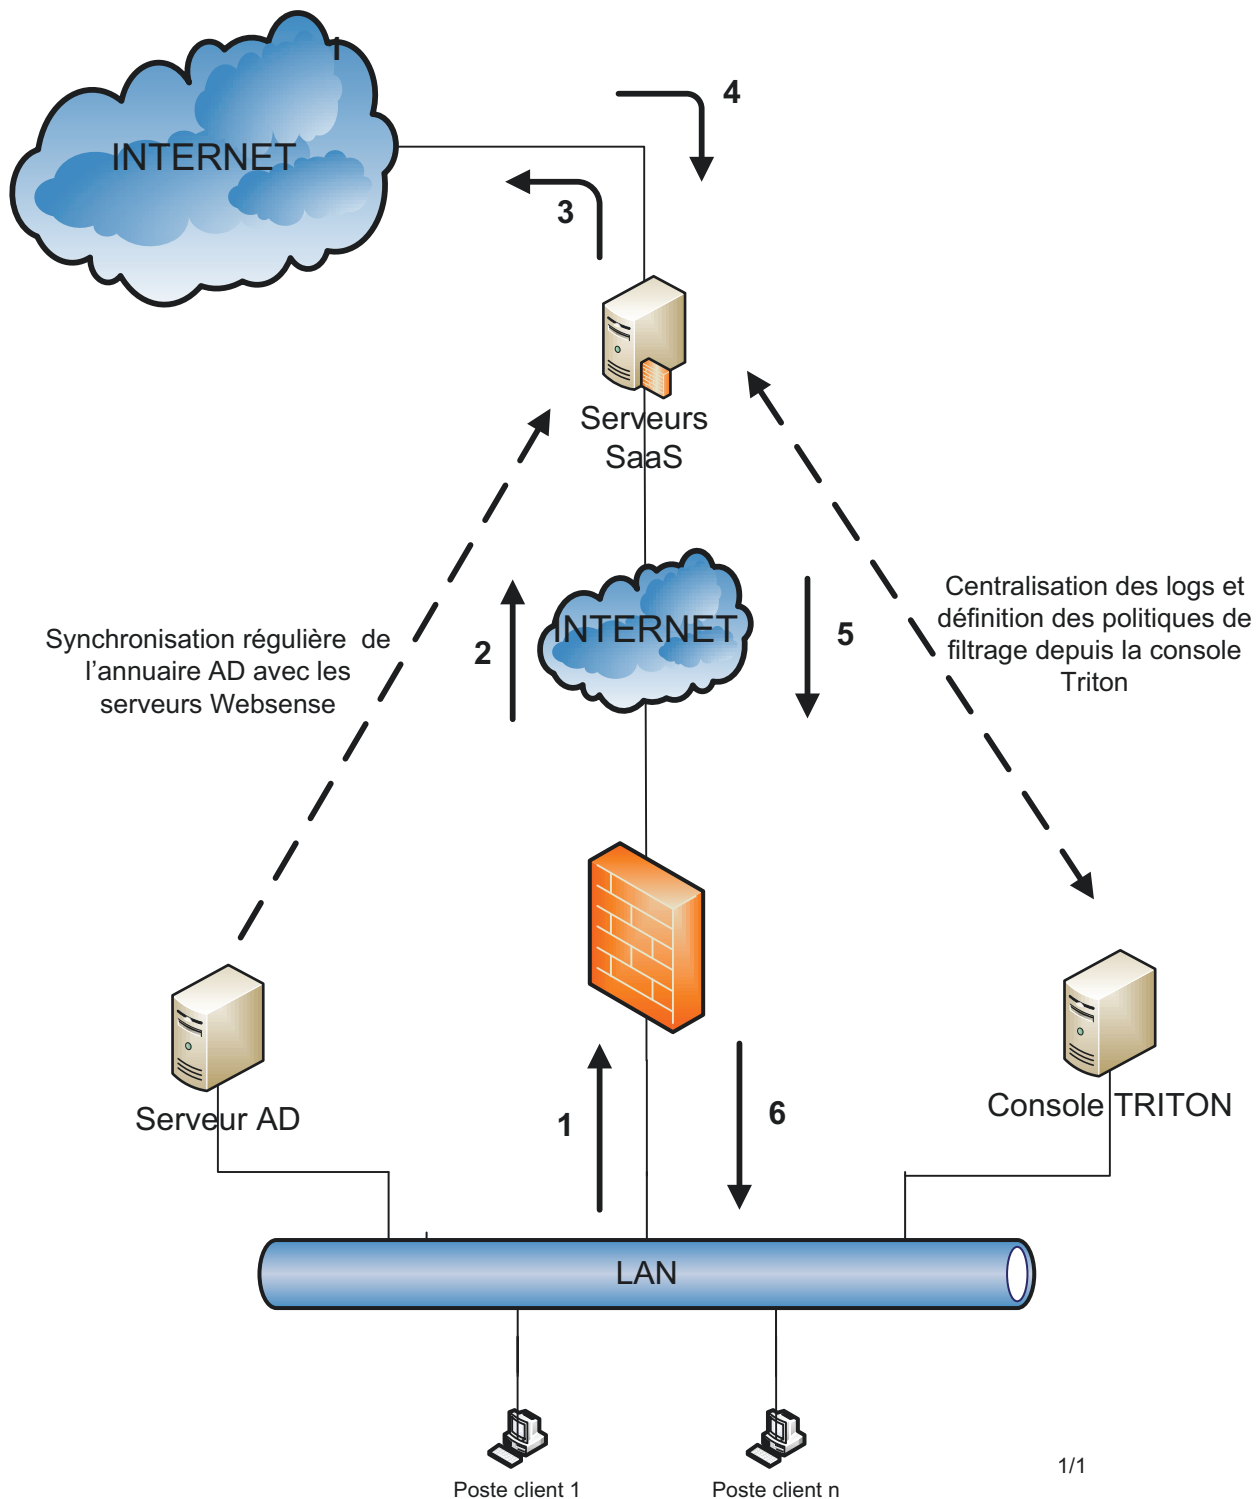 I
INTERNET
4
3
Serveurs
SaaS
Synchronisation régulière de
l'annuaire AD avec les
serveurs Websense
2
INTERNET
5
Centralisation des logs et
définition des politiques de
filtrage depuis la console
Triton
Serveur AD
1
6
Console TRITON
LAN
Poste client 1
Poste client n
1/1